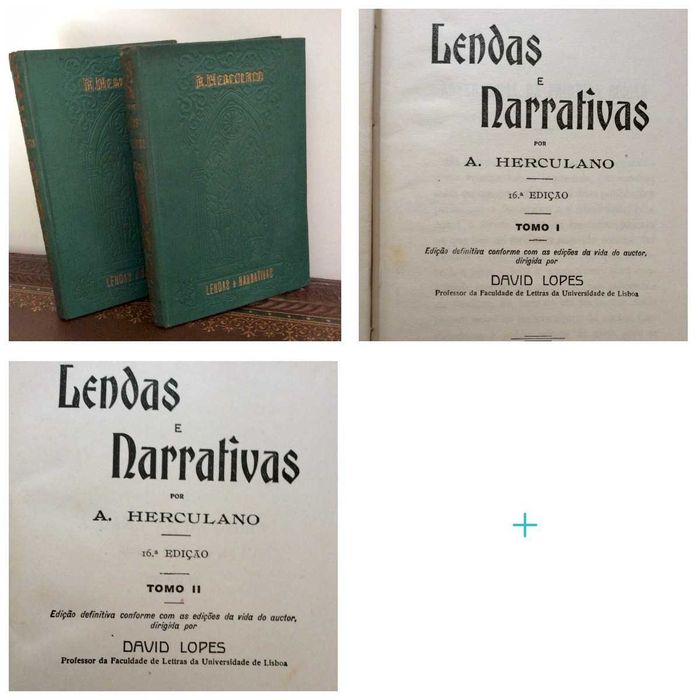 A. HERCULANO
LENDAS E NARRATIVAS
Lendas
E
Narrativas
POR
A. HERCULANO
16.ª EDIÇÃO
TOMO I
Edição definitiva conforme com as edições da vida do auctor,
dirigida por
DAVID LOPES
Professor da Faculdade de Lettras da Universidade de Lisboa
Lendas
E
Narrativas
POR
A. HERCULANO
16.ª EDIÇÃO
TOMO II
Edição definitiva conforme com as edições da vida do auctor,
dirigida por
DAVID LOPES
Professor da Faculdade de Lettras da Universidade de Lisboa